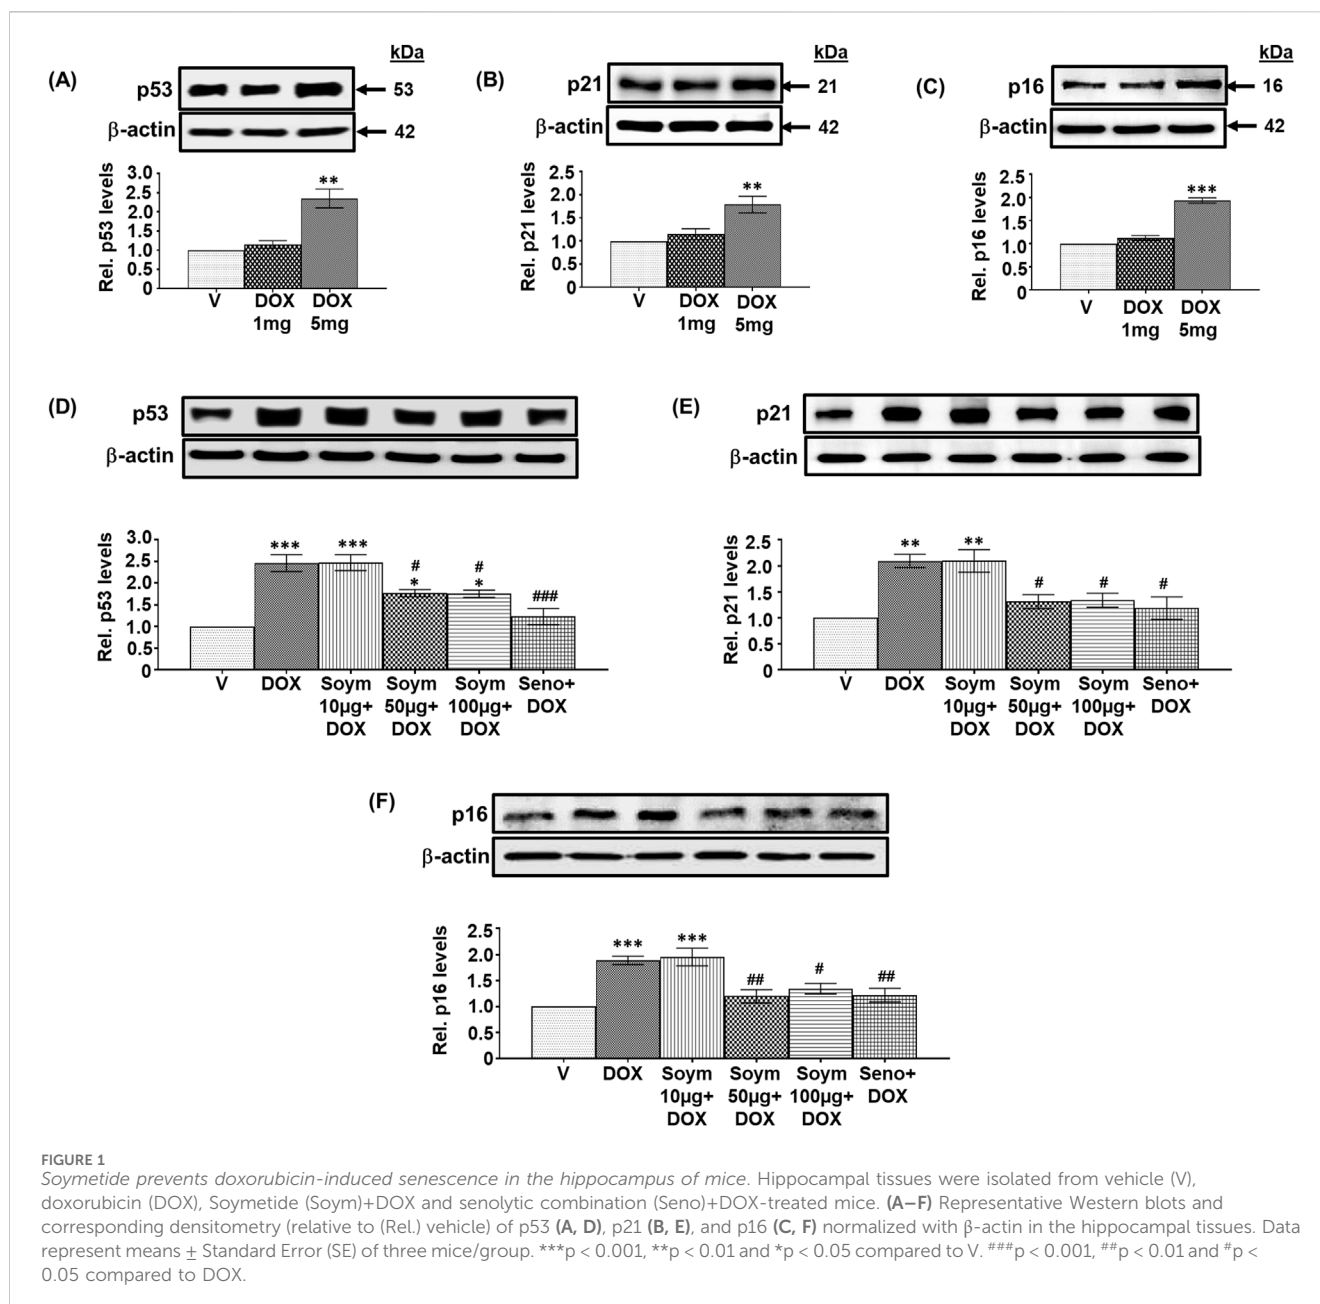 kDa
(A)
p53
53
β-actin
42
Rel. p53 levels
3.0
2.5
2.0
1.5
1.0
0.5
0
**
V DOX DOX
1mg 5mg
kDa
(B)
p21
21
42
Rel. p21 levels
2.5
2.0
1.5
1.0
0.5
0
**
V DOX DOX
1mg 5mg
kDa
(C)
p16
16
42
Rel. p16 levels
2.5
2.0
1.5
1.0
0.5
0
***
V DOX DOX
1mg 5mg
(D)
p53
β-actin
Rel. p53 levels
3.0
2.5
2.0
1.5
1.0
0.5
0
*** *** # # ###
* *
V DOX Soym Soym Soym Seno+
10µg+ 50µg+ 100µg+ DOX
DOX DOX DOX
(E)
p21
β-actin
Rel. p21 levels
2.5
2.0
1.5
1.0
0.5
0
** ** # # #
V DOX Soym Soym Soym Seno+
10µg+ 50µg+ 100µg+ DOX
DOX DOX DOX
(F)
p16
β-actin
Rel. p16 levels
2.5
2.0
1.5
1.0
0.5
0
*** *** ## # ##
V DOX Soym Soym Soym Seno+
10µg+ 50µg+ 100µg+ DOX
DOX DOX DOX
FIGURE 1
Soymetide prevents doxorubicin-induced senescence in the hippocampus of mice. Hippocampal tissues were isolated from vehicle (V),
doxorubicin (DOX), Soymetide (Soym)+DOX and senolytic combination (Seno)+DOX-treated mice. (A–F) Representative Western blots and
corresponding densitometry (relative to (Rel.) vehicle) of p53 (A, D), p21 (B, E), and p16 (C, F) normalized with β-actin in the hippocampal tissues. Data
represent means ± Standard Error (SE) of three mice/group. ***p < 0.001, **p < 0.01 and *p < 0.05 compared to V. ###p < 0.001, ##p < 0.01 and #p <
0.05 compared to DOX.